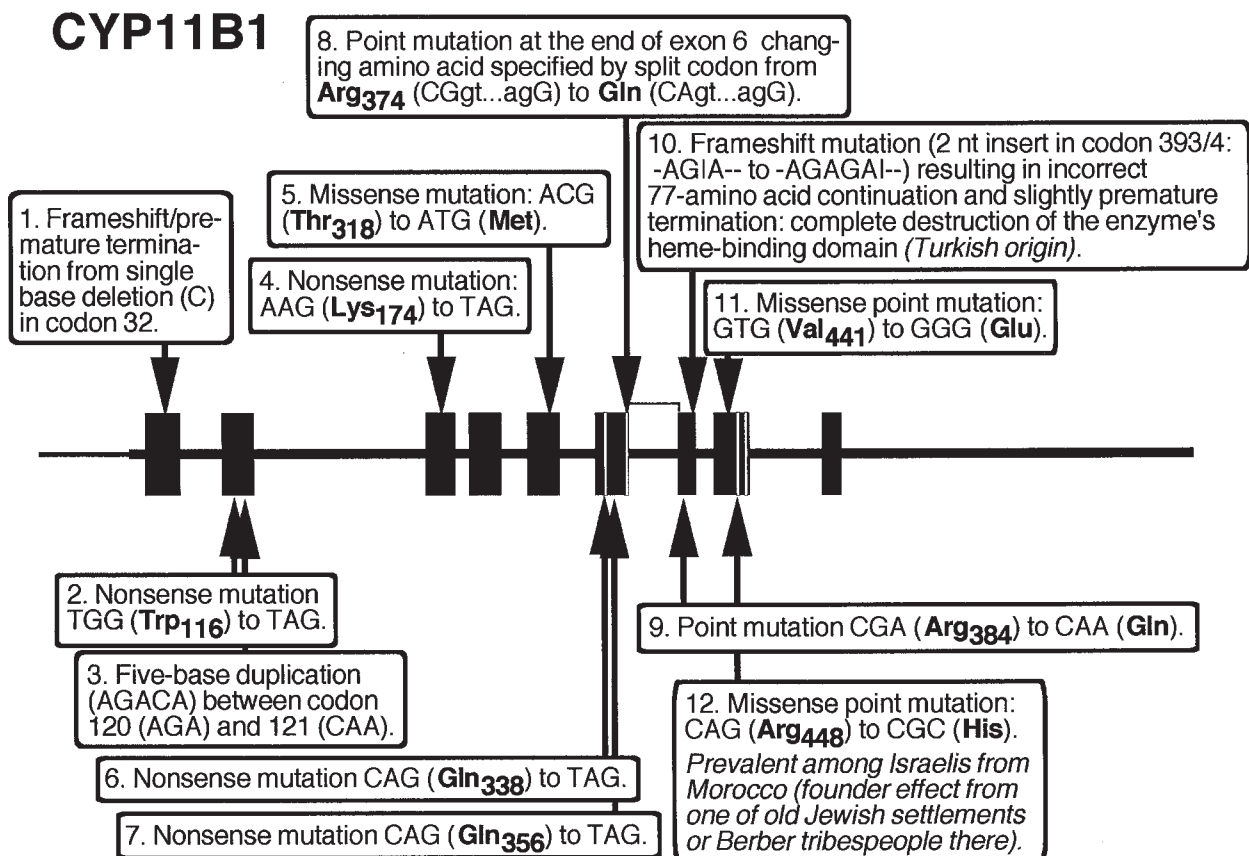 CYP11B1
8. Point mutation at the end of exon 6 chang-
ing amino acid specified by split codon from
Arg374 (CGgt...agG) to Gln (CAgt...agG).
10. Frameshift mutation (2 nt insert in codon 393/4:
-AG|A-- to -AGAGA|--) resulting in incorrect
77-amino acid continuation and slightly premature
termination: complete destruction of the enzyme's
heme-binding domain (Turkish origin).
5. Missense mutation: ACG
(Thr318) to ATG (Met).
1. Frameshift/pre-
mature termina-
tion from single
base deletion (C)
in codon 32.
4. Nonsense mutation:
AAG (Lys174) to TAG.
11. Missense point mutation:
GTG (Val441) to GGG (Glu).
2. Nonsense mutation
TGG (Trp116) to TAG.
3. Five-base duplication
(AGACA) between codon
120 (AGA) and 121 (CAA).
9. Point mutation CGA (Arg384) to CAA (Gln).
6. Nonsense mutation CAG (Gln338) to TAG.
7. Nonsense mutation CAG (Gln356) to TAG.
12. Missense point mutation:
CAG (Arg448) to CGC (His).
Prevalent among Israelis from
Morocco (founder effect from
one of old Jewish settlements
or Berber tribespeople there).